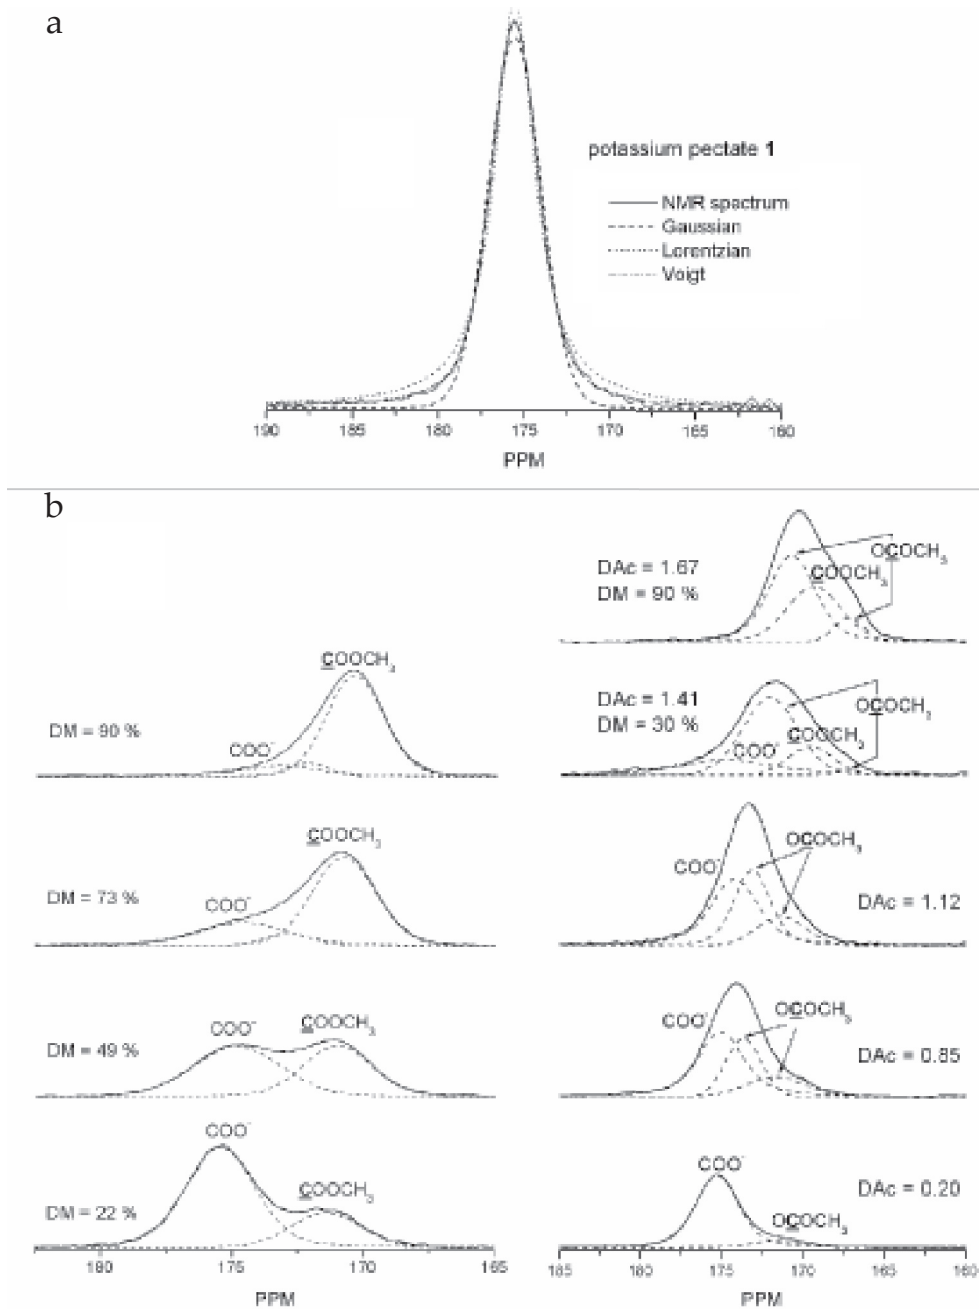 a
potassium pectate 1
NMR spectrum
Gaussian
Lorentzian
Voigt
190 185 180 175 170 165 160
PPM
b
COOCH3
COO-
DM = 90 %
COOCH3
COO-
DM = 73 %
COO-
COOCH3
DM = 49 %
COO-
COOCH3
DM = 22 %
180 175 170 165
PPM
DAc = 1.67
DM = 90 %
OCOCH3
COOCH3
DAc = 1.41
DM = 30 %
OCOCH3
COOCH3
COO-
OCOCH3
COO-
DAc = 1.12
OCOCH3
COO-
DAc = 0.85
COO-
DAc = 0.20
OCOCH3
185 180 175 170 165 160
PPM